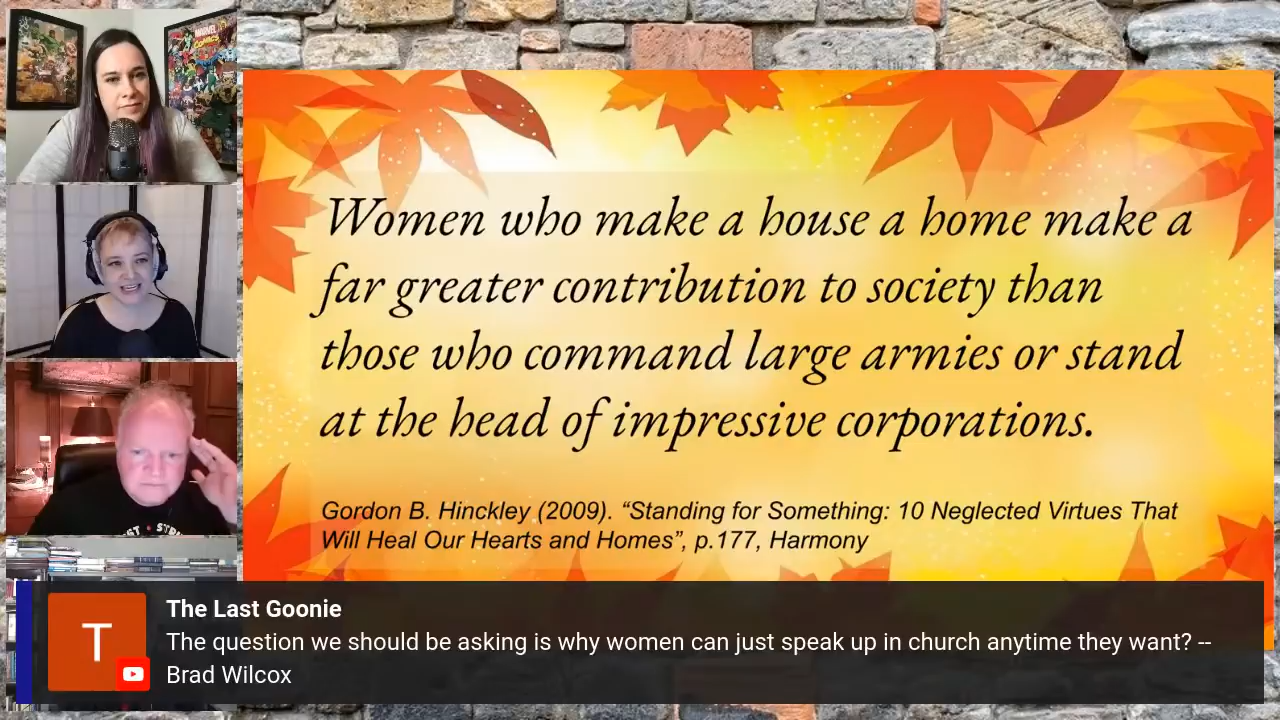 MARVEL
COMICS
Women who make a house a home make a
far greater contribution to society than
those who command large armies or stand
at the head of impressive corporations.
Gordon B. Hinckley (2009). “Standing for Something: 10 Neglected Virtues That
Will Heal Our Hearts and Homes”, p.177, Harmony
T
The Last Goonie
The question we should be asking is why women can just speak up in church anytime they want? --
Brad Wilcox